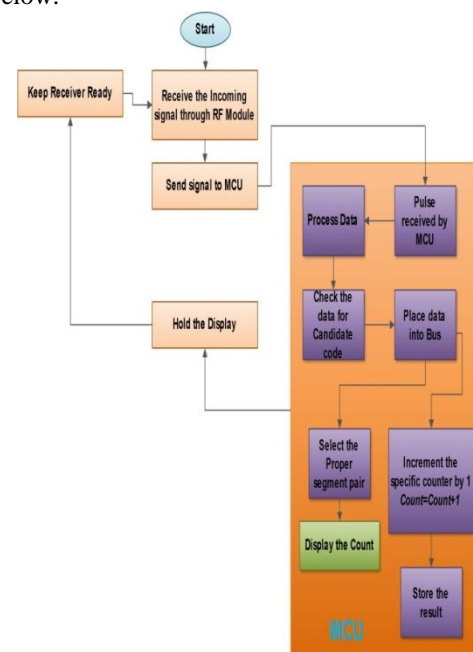 elow.
Start
Keep Receiver Ready
Receive the Incoming
signal through RF Module
Send signal to MCU
Pulse
received by
MCU
Process Data
Check the
data for
Candidate
code
Place data
into Bus
Hold the Display
Select the
Proper
segment pair
Increment the
specific counter by 1
Count=Count+1
Display the Count
Store the
result
MCU